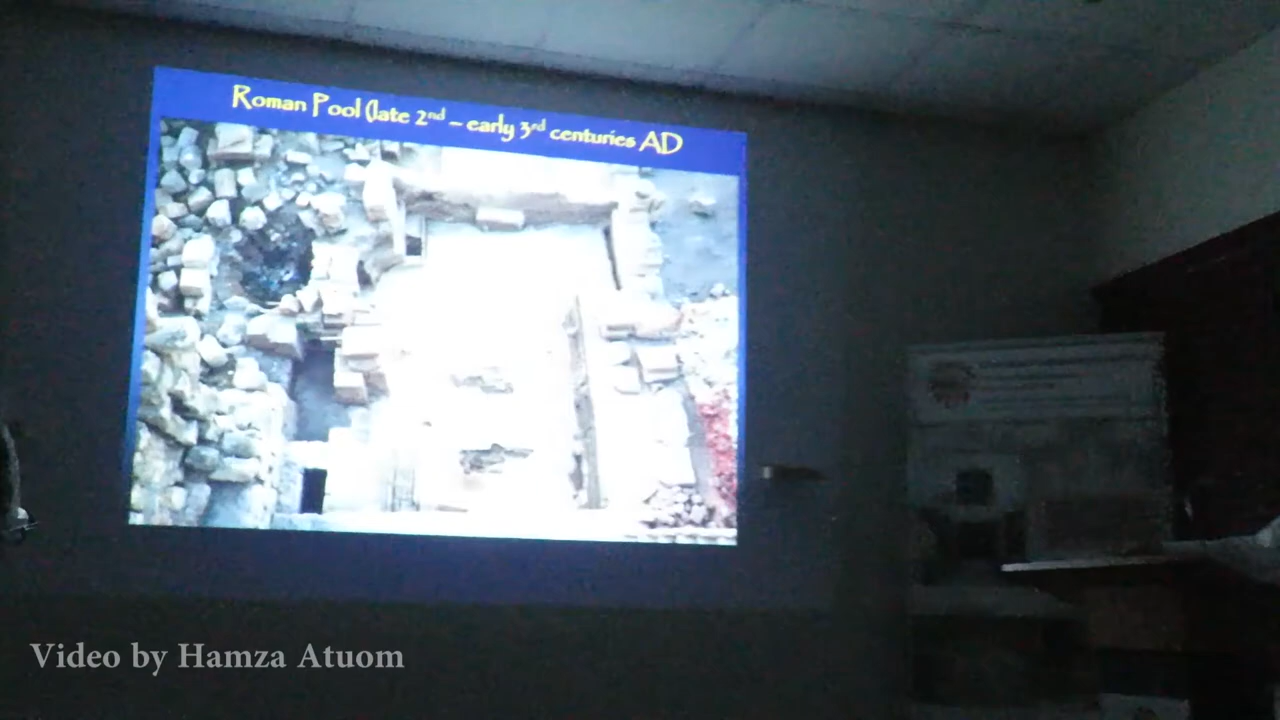 Roman Pool (late 2nd – early 3rd centuries AD
Video by Hamza Atuom